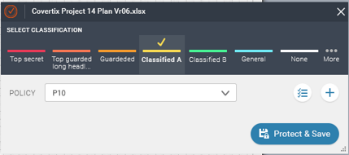 Covertix Project 14 Plan Vr06.xlsx
SELECT CLASSIFICATION
Top secret
Top guarded
long headl...
Guardeded
Classified A
Classified B
General
None
More
POLICY
P10
Protect & Save